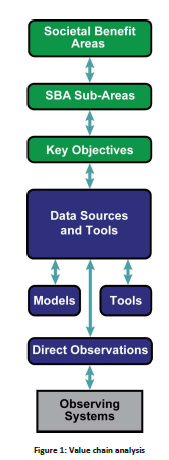 Societal Benefit
Areas
SBA Sub-Areas
Key Objectives
Data Sources
and Tools
Models
Tools
Direct Observations
Observing
Systems
Figure 1: Value chain analysis